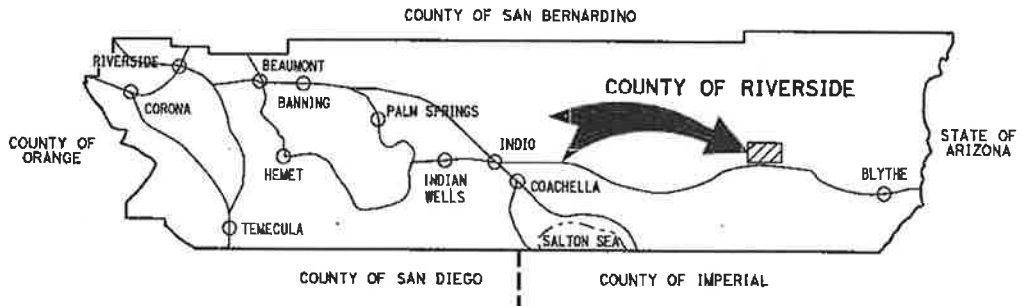 COUNTY OF SAN BERNARDINO
RIVERSIDE
BEAUMONT
CORONA
BANNING
COUNTY OF RIVERSIDE
PALM SPRINGS
COUNTY OF
ORANGE
STATE OF
ARIZONA
HEMET
INDIAN
WELLS
INDIO
COACHELLA
BLYTHE
TEMECULA
SALTON SEA
COUNTY OF SAN DIEGO
COUNTY OF IMPERIAL